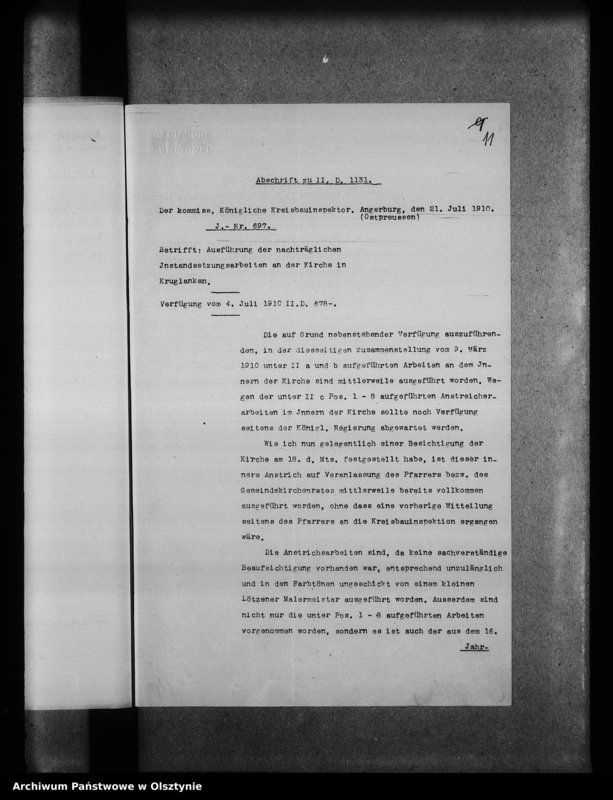 11
Abschrift zu II. D. 1131.
Der kommiss. Königliche Kreisbauinspektor. Angerburg, den 21. Juli 1910.
(Ostpreussen)
J.- Nr. 697.
Betrifft: Ausführung der nachträglichen
Jnstandsetzungsarbeiten an der Kirche in
Kruglanken.
Verfügung vom 4. Juli 1910 II.D. 678-.
Die auf Grund nebenstehender Verfügung auszuführen-
den, in der diesseitigen Zusammenstellung vom 9. März
1910 unter II a und b aufgeführten Arbeiten an dem Jn-
nern der Kirche sind mittlerweile ausgeführt worden. We-
gen der unter II c Pos. 1 - 8 aufgeführten Anstreicher-
arbeiten im Jnnern der Kirche sollte noch Verfügung
seitens der Königl. Regierung abgewartet werden.
Wie ich nun gelegentlich einer Besichtigung der
Kirche am 18. d. Mts. festgestellt habe, ist dieser in-
nere Anstrich auf Veranlassung des Pfarrers bezw. des
Gemeindekirchenrates mittlerweile bereits vollkommen
ausgeführt worden, ohne dass eine vorherige Mitteilung
seitens des Pfarrers an die Kreisbauinspektion ergangen
wäre.
Die Anstricharbeiten sind, da keine sachverständige
Beaufsichtigung vorhanden war, entsprechend unzulänglich
und in den Farbtönen ungeschickt von einem kleinen
Lötzener Malermeister ausgeführt worden. Ausserdem sind
nicht nur die unter Pos. 1 - 8 aufgeführten Arbeiten
vorgenommen worden, sondern es ist auch der aus dem 16.
Jahr-
Archiwum Państwowe w Olsztynie